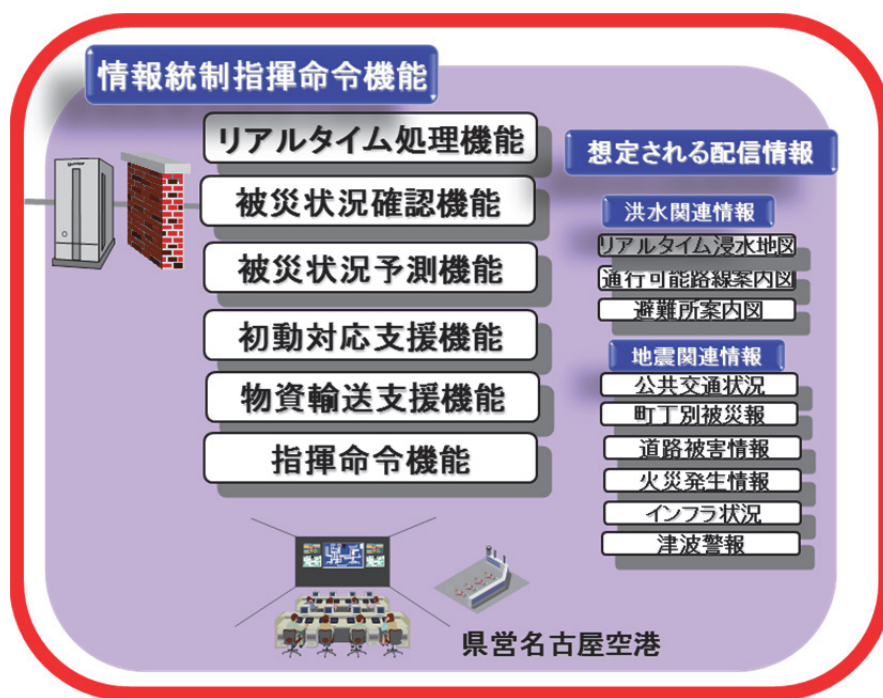 情報統制指揮命令機能
リアルタイム処理機能
被災状況確認機能
被災状況予測機能
初動対応支援機能
物資輸送支援機能
指揮命令機能
想定される配信情報
洪水関連情報
リアルタイム浸水地図
通行可能路線案内図
避難所案内図
地震関連情報
公共交通状況
町丁別被災報
道路被害情報
火災発生情報
インフラ状況
津波警報
県営名古屋空港